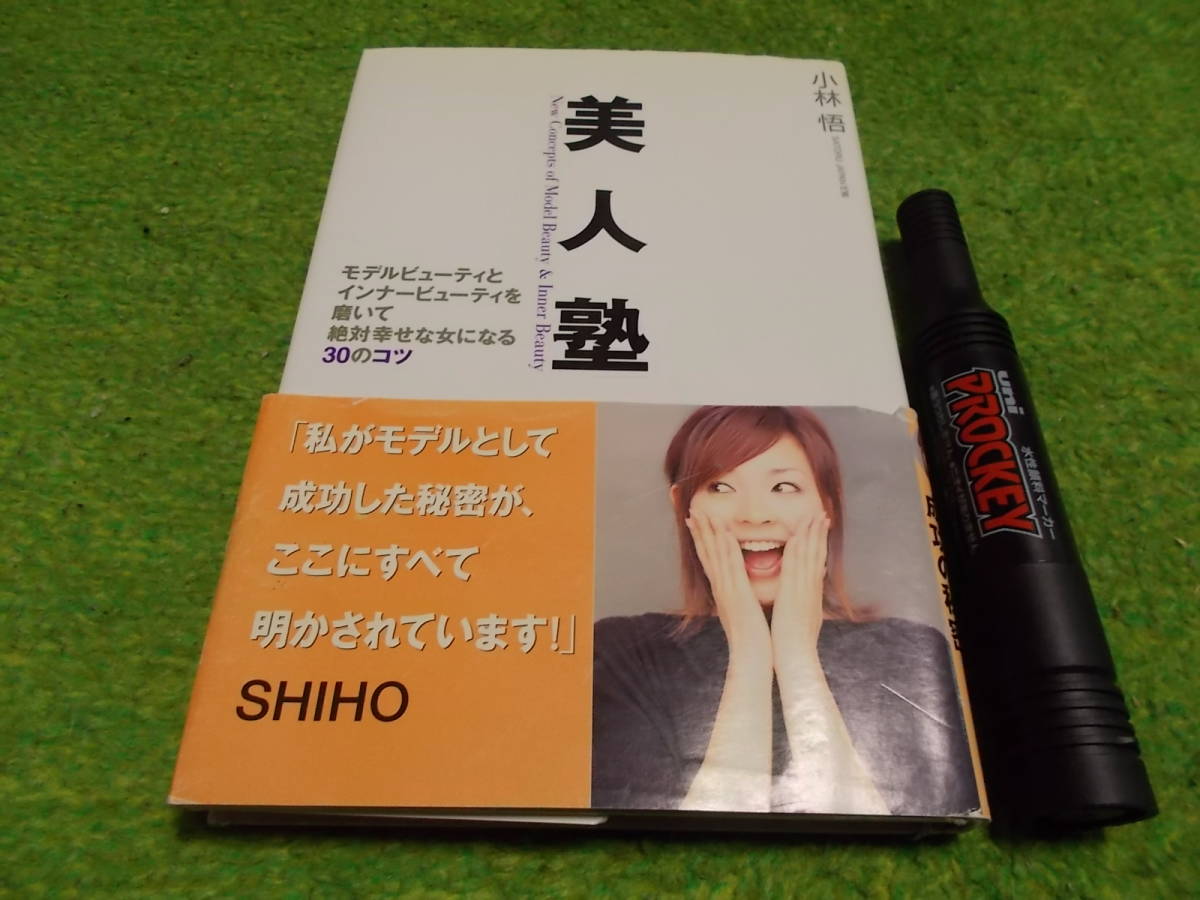 小林 悟
美人塾
New Concepts of Model Beauty & Inner Beauty
モデルビューティと
インナービューティを
磨いて
絶対幸せな女になる
30のコツ
「私がモデルとして
成功した秘密が、
ここにすべて
明かされています!」
SHIHO
uni
PROCKEY
水性顔料マーカー